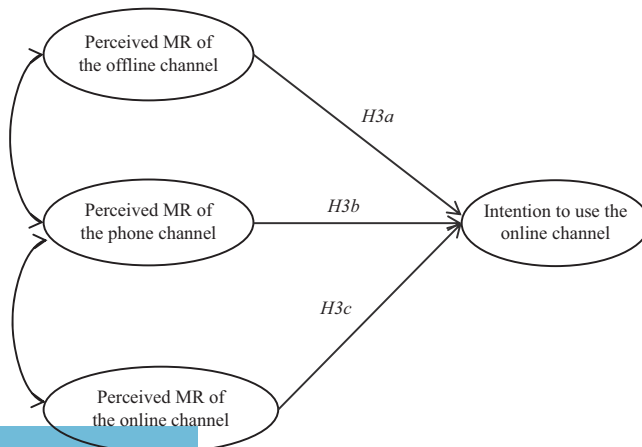 Perceived MR of
the offline channel
H3a
Perceived MR of
the phone channel
H3b
Intention to use the
online channel
H3c
Perceived MR of
the online channel